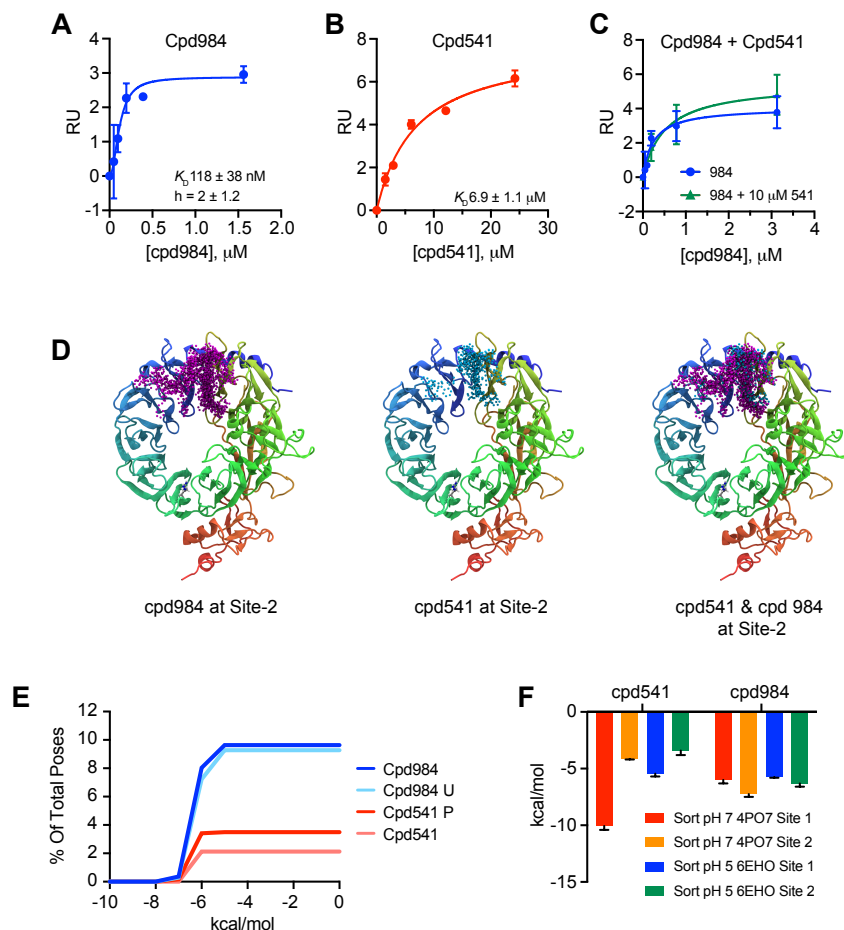 A
Cpd984
RU
4
3
2
1
0
-1
K_D 118 ± 38 nM
h = 2 ± 1.2
0.0
0.5
1.0
1.5
2.0
[cpd984], μM
B
Cpd541
RU
8
6
4
2
0
K_D 6.9 ± 1.1 μM
0
10
20
30
[cpd541], μM
C
Cpd984 + Cpd541
RU
8
6
4
2
0
-2
984
984 + 10 μM 541
0
1
2
3
4
[cpd984], μM
D
cpd984 at Site-2
cpd541 at Site-2
cpd541 & cpd 984
at Site-2
E
% Of Total Poses
12
10
8
6
4
2
0
-10
-8
-6
-4
-2
0
kcal/mol
Cpd984
Cpd984 U
Cpd541 P
Cpd541
F
cpd541
cpd984
kcal/mol
0
-5
-10
-15
Sort pH 7 4PO7 Site 1
Sort pH 7 4PO7 Site 2
Sort pH 5 6EHO Site 1
Sort pH 5 6EHO Site 2